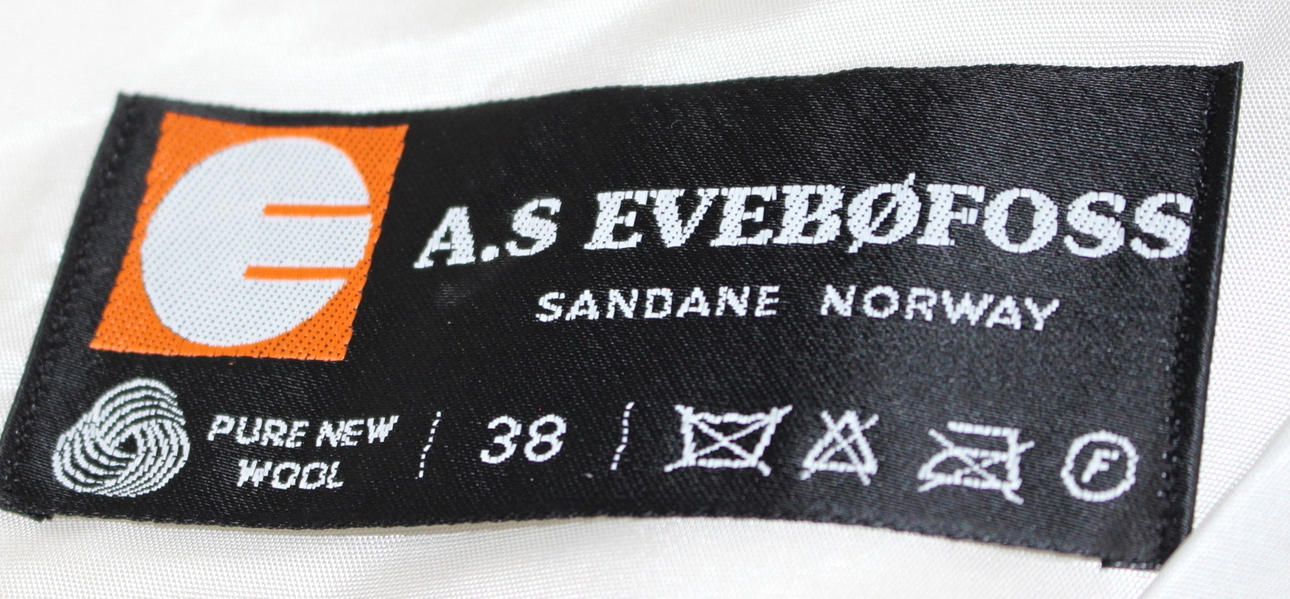 A.S EVEBØFOSS
SANDANE NORWAY
PURE NEW
WOOL
38
F